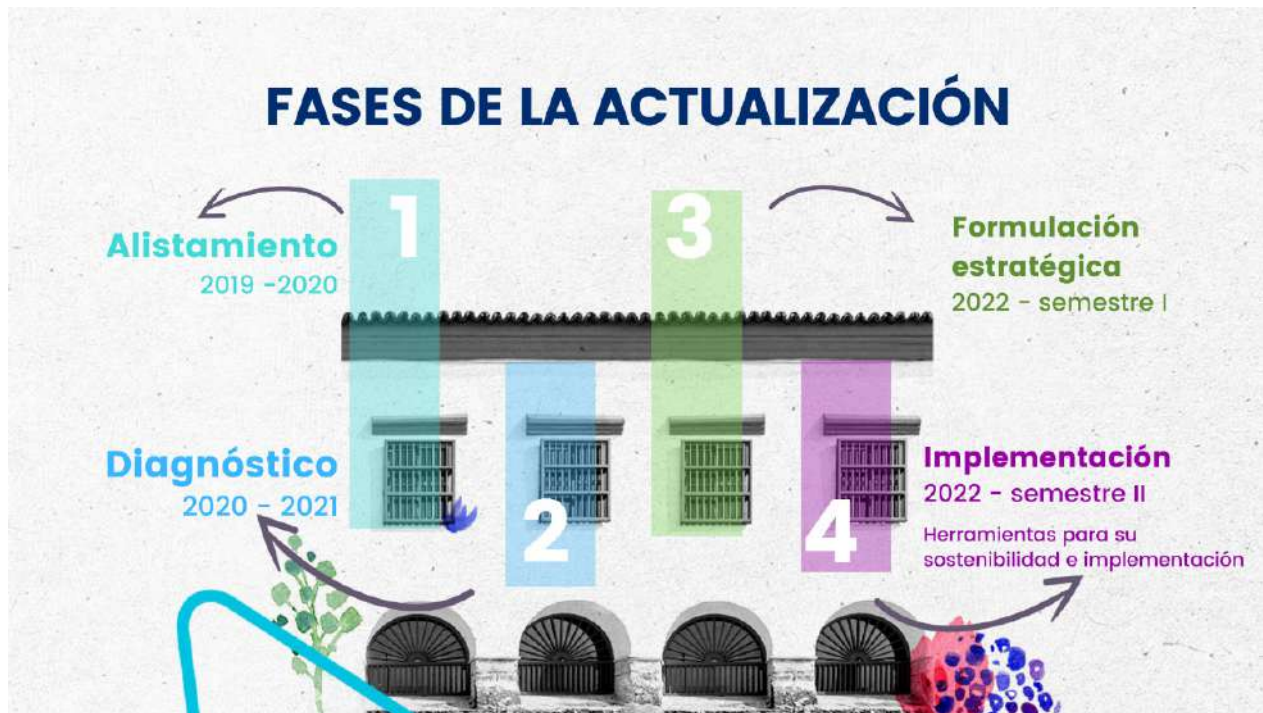 FASES DE LA ACTUALIZACIÓN
1
Alistamiento
2019 -2020
2
Diagnóstico
2020 - 2021
3
Formulación
estratégica
2022 - semestre I
4
Implementación
2022 - semestre II
Herramientas para su
sostenibilidad e implementación